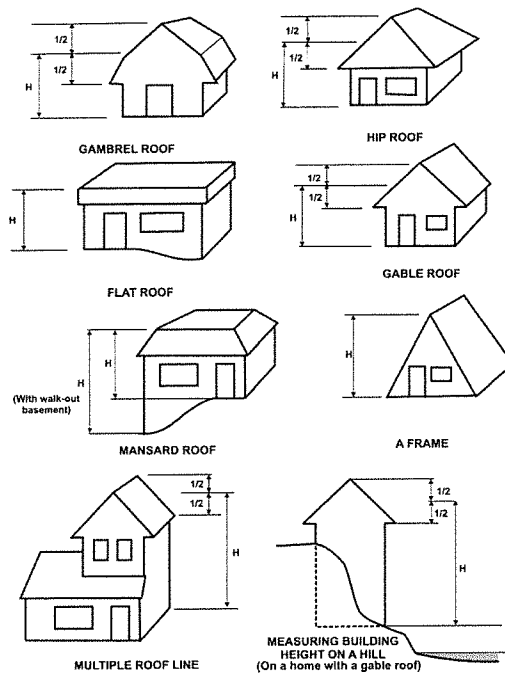 1/2
1/2
H
GAMBREL ROOF
1/2
1/2
H
HIP ROOF
H
FLAT ROOF
1/2
1/2
H
GABLE ROOF
H
H
(With walk-out
basement)
MANSARD ROOF
H
A FRAME
1/2
1/2
H
MULTIPLE ROOF LINE
1/2
1/2
H
MEASURING BUILDING
HEIGHT ON A HILL
(On a home with a gable roof)